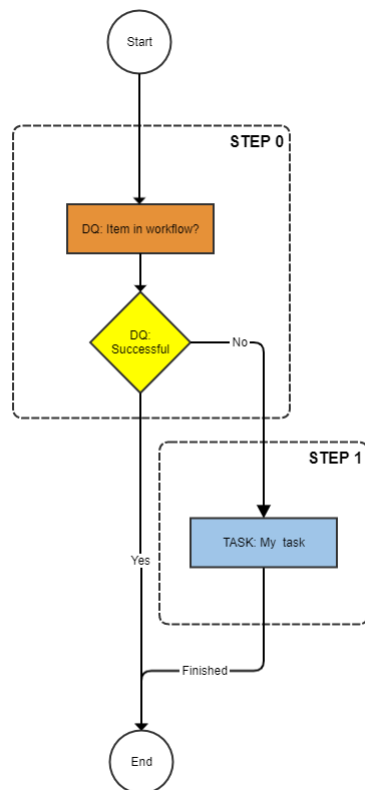 Start
STEP 0
DQ: Item in workflow?
DQ:
Successful
No
STEP 1
TASK: My  task
Yes
Finished
End